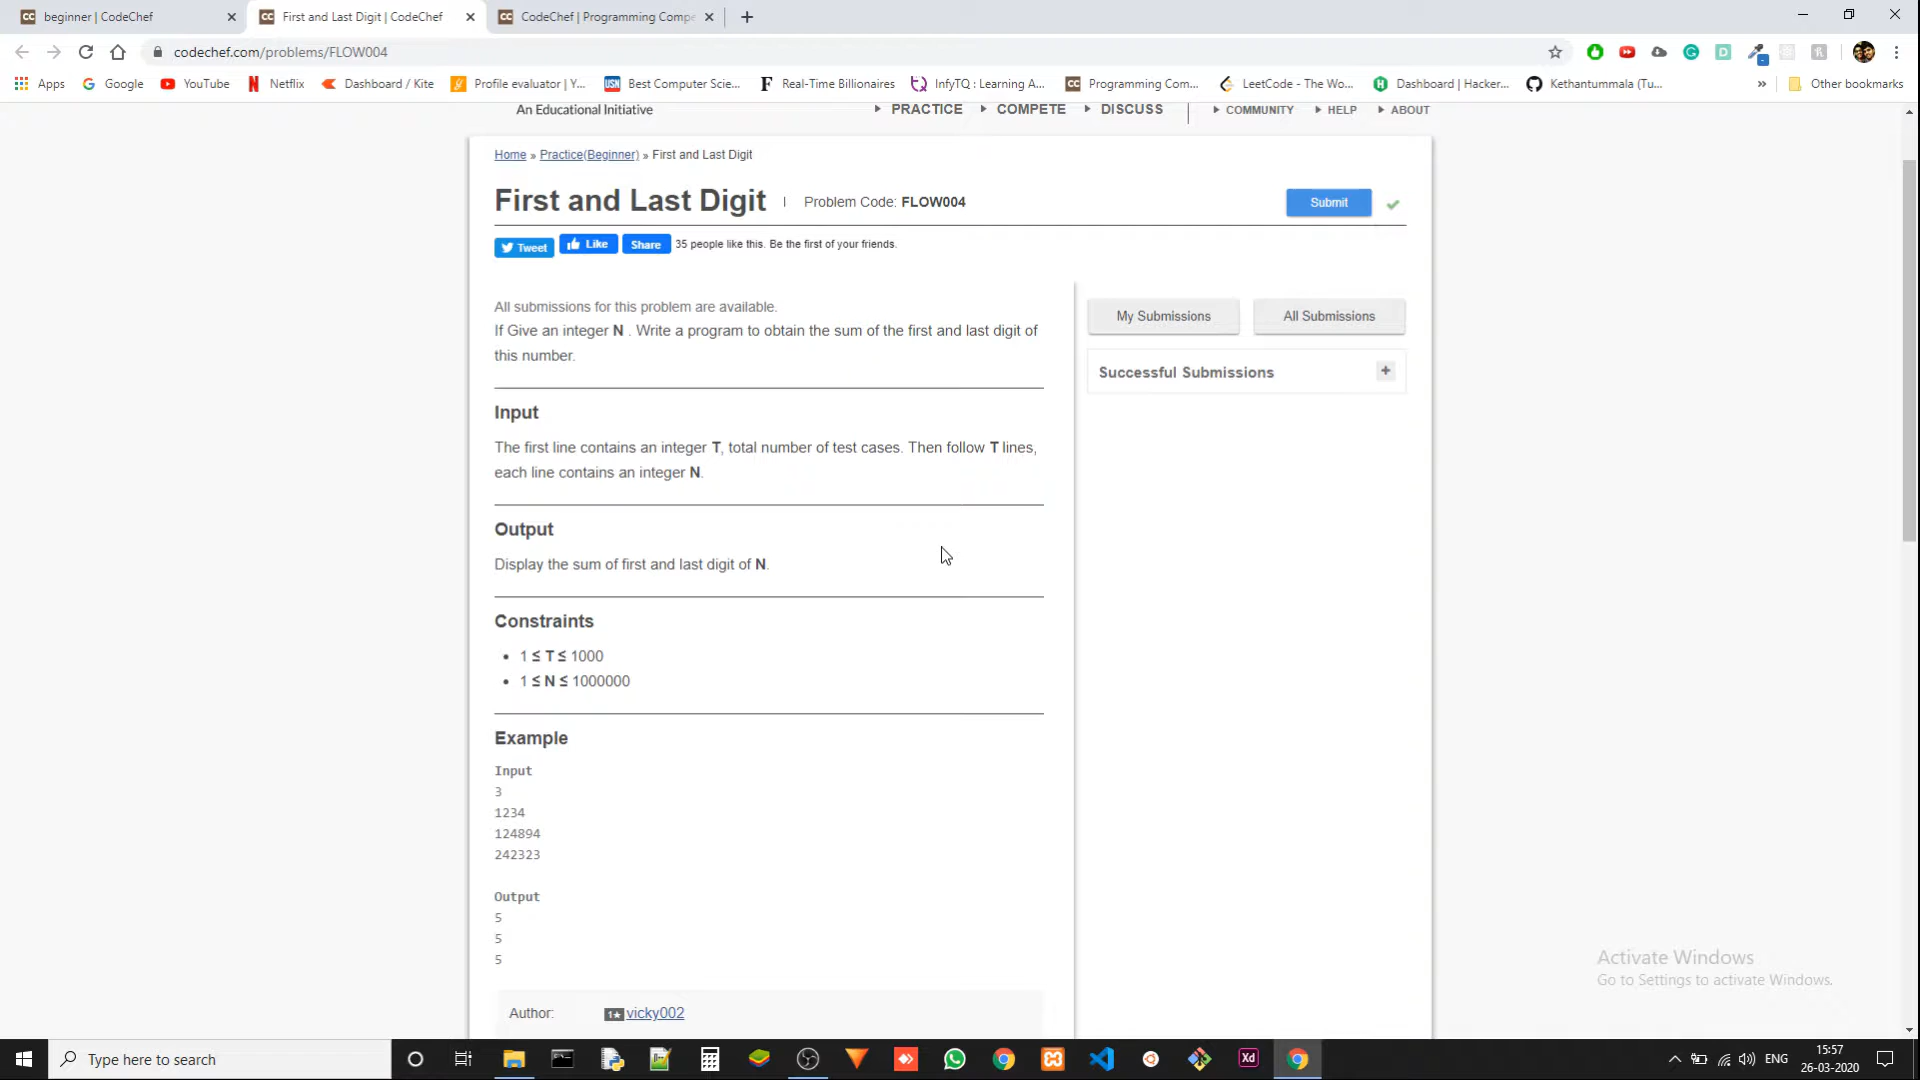 beginner | CodeChef
First and Last Digit | CodeChef
CodeChef | Programming Compe
codechef.com/problems/FLOW004
Apps
Google
YouTube
Netflix
Dashboard / Kite
Profile evaluator | Y...
Best Computer Scie...
Real-Time Billionaires
InfyTQ : Learning A...
Programming Com...
LeetCode - The Wo...
Dashboard | Hacker...
Kethantummala (Tu...
»
Other bookmarks
An Educational Initiative
PRACTICE
COMPETE
DISCUSS
COMMUNITY
HELP
ABOUT
Home » Practice(Beginner) » First and Last Digit
First and Last Digit
Problem Code: FLOW004
Submit
Tweet
Like
Share
35 people like this. Be the first of your friends.
All submissions for this problem are available.
If Give an integer N . Write a program to obtain the sum of the first and last digit of
this number.
My Submissions
All Submissions
Successful Submissions
+
Input
The first line contains an integer T, total number of test cases. Then follow T lines,
each line contains an integer N.
Output
Display the sum of first and last digit of N.
Constraints
• 1 ≤ T ≤ 1000
• 1 ≤ N ≤ 1000000
Example
Input
3
1234
124894
242323
Output
5
5
5
Author:
1★ vicky002
Activate Windows
Go to Settings to activate Windows.
Type here to search
Xd
ENG
15:57
26-03-2020